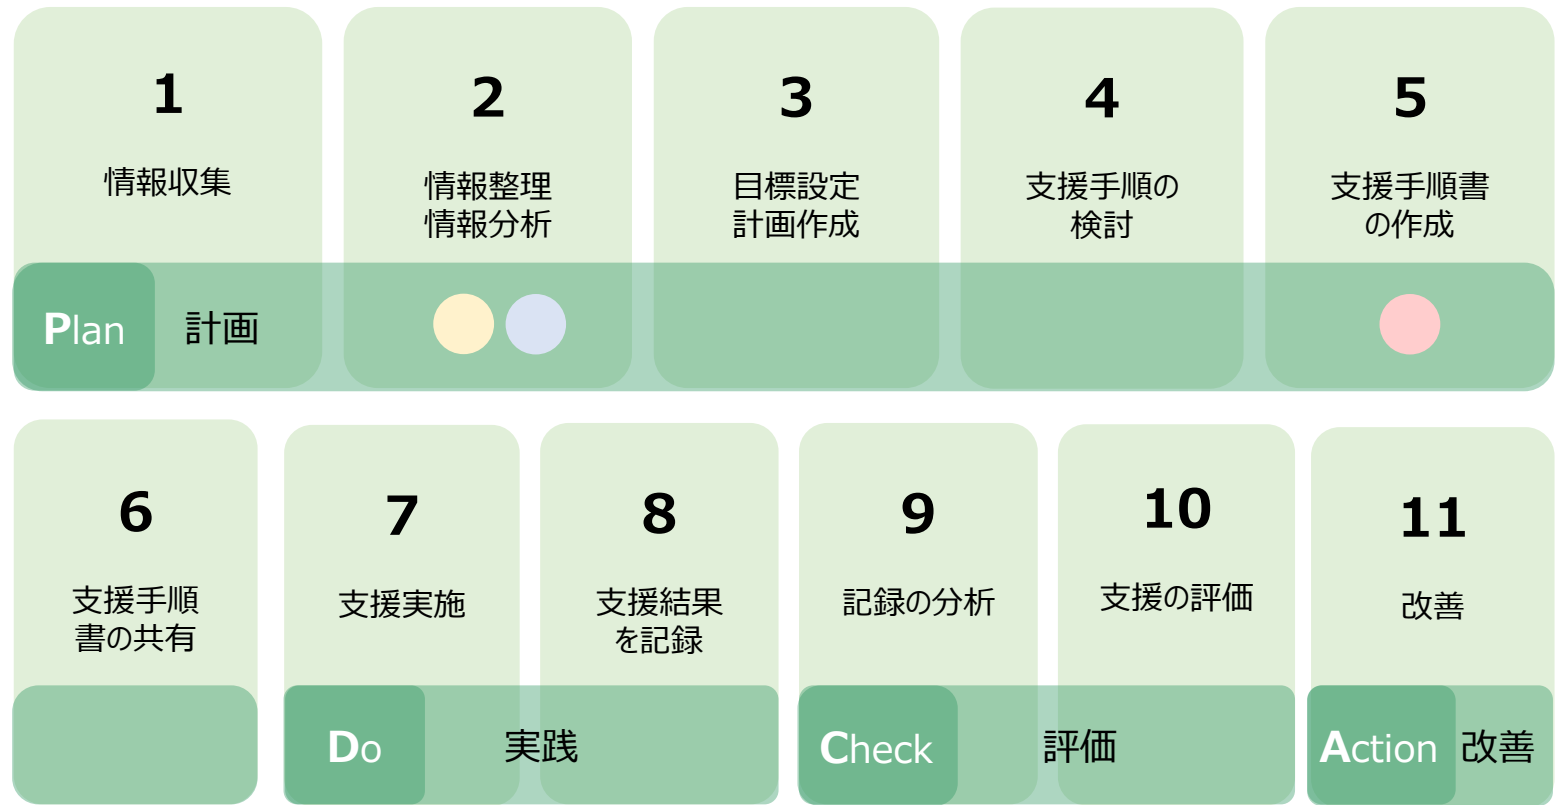 1
情報収集
2
情報整理
情報分析
3
目標設定
計画作成
4
支援手順の
検討
5
支援手順書
の作成
Plan 計画
6
支援手順
書の共有
7
支援実施
8
支援結果
を記録
9
記録の分析
10
支援の評価
11
改善
Do 実践
Check 評価
Action 改善